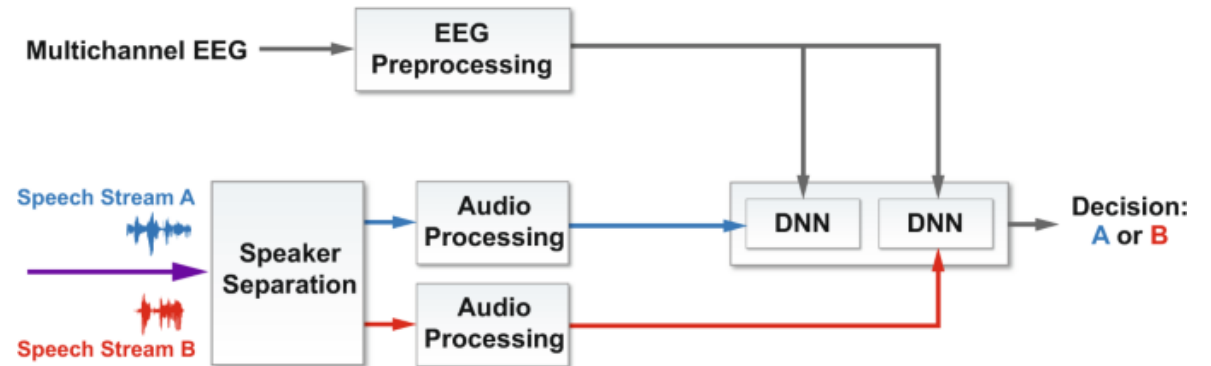 Multichannel EEG
EEG
Preprocessing
Speech Stream A
Speech Stream B
Speaker
Separation
Audio
Processing
Audio
Processing
DNN
DNN
Decision:
A or B